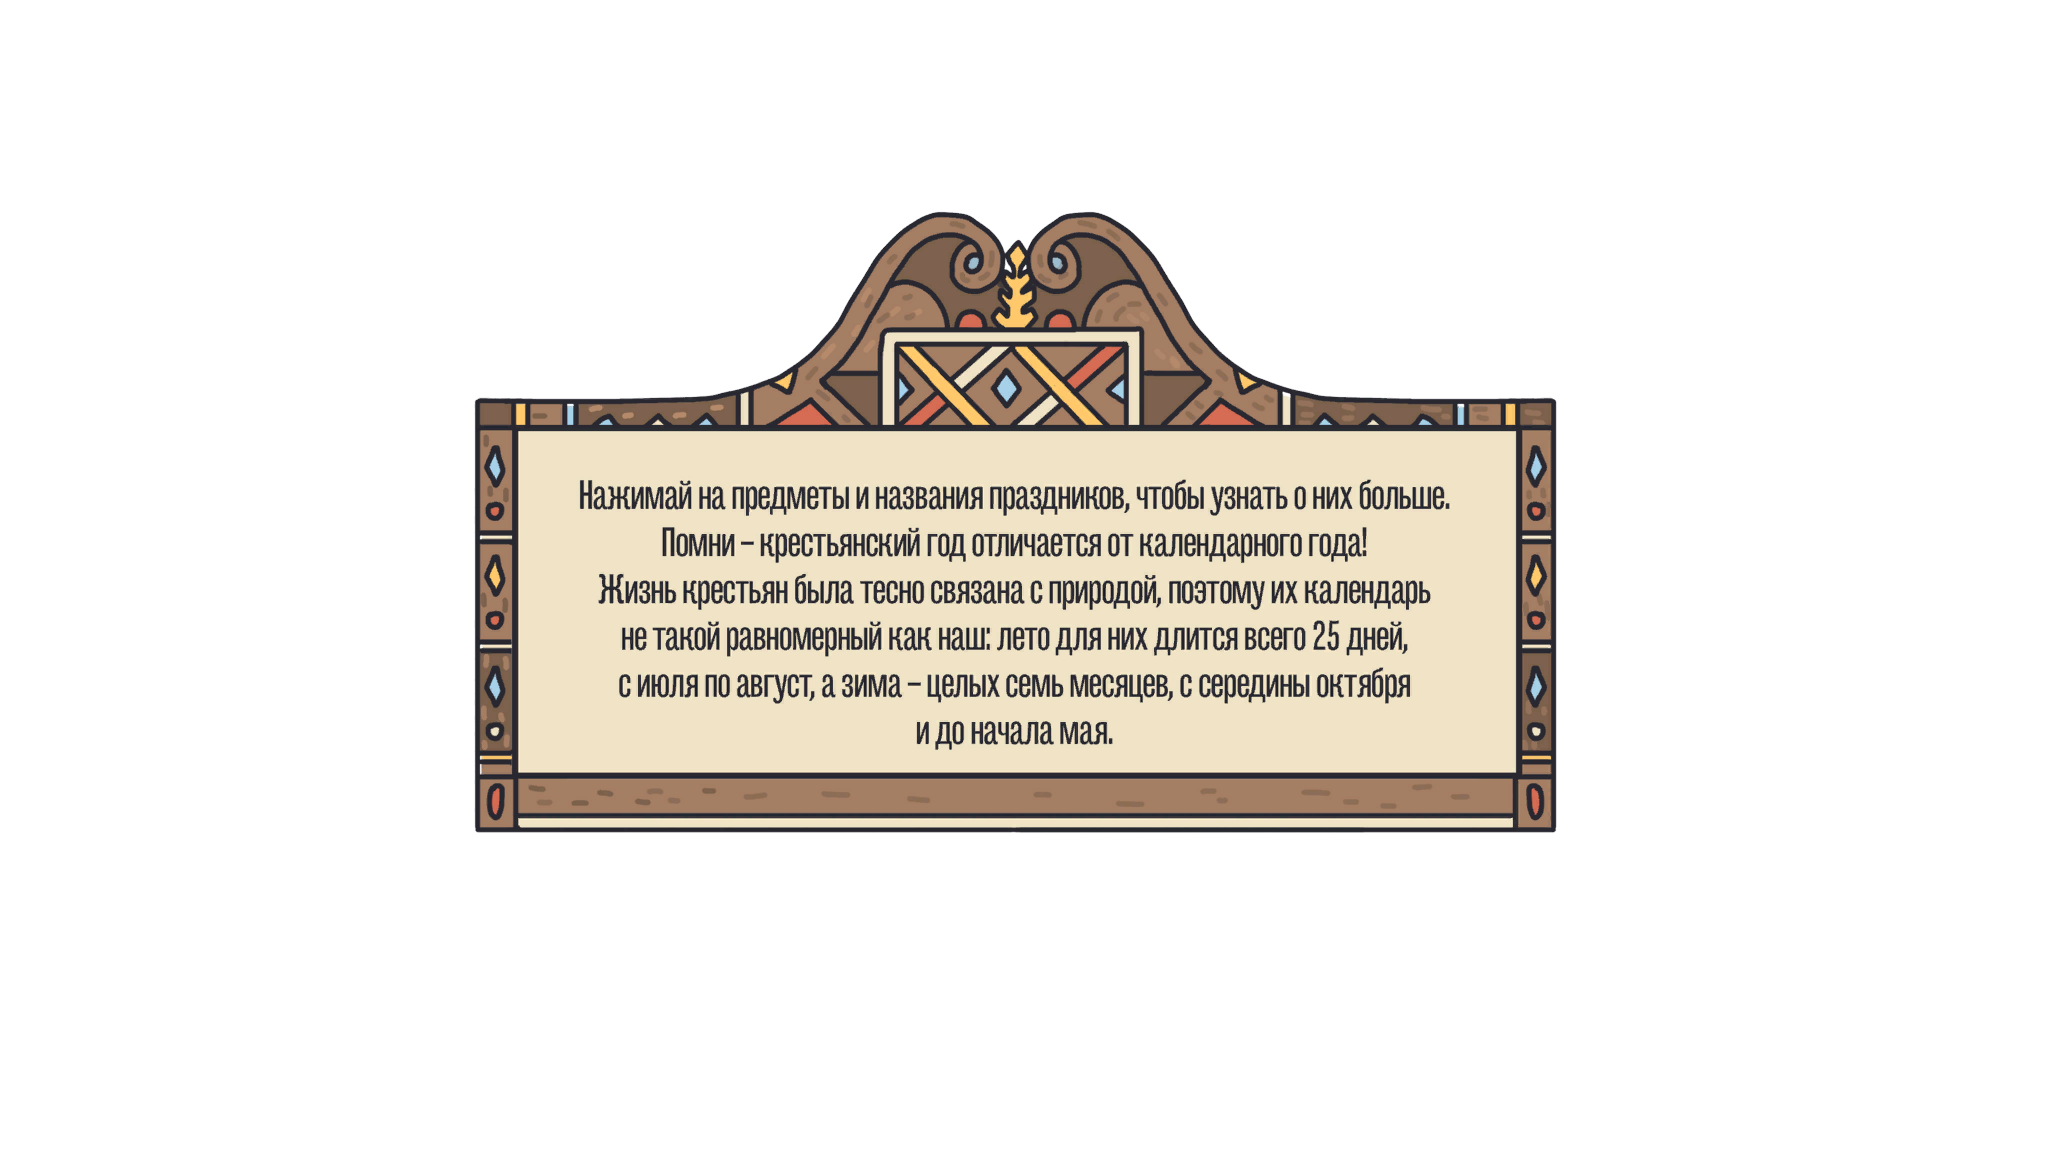 Нажимай на предметы и названия праздников, чтобы узнать о них больше.
Помни – крестьянский год отличается от календарного года!
Жизнь крестьян была тесно связана с природой, поэтому их календарь
не такой равномерный как наш: лето для них длится всего 25 дней,
с июля по август, а зима – целых семь месяцев, с середины октября
и до начала мая.